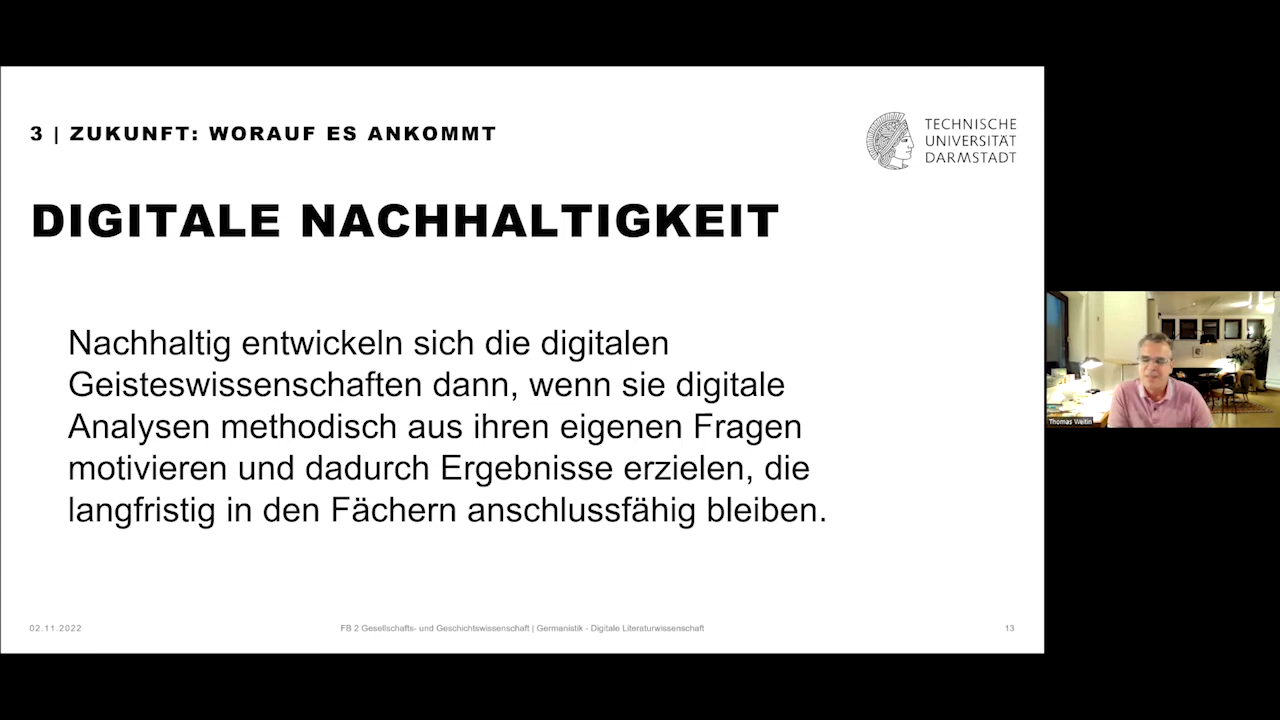 3 | ZUKUNFT: WORAUF ES ANKOMMT
TECHNISCHE
UNIVERSITÄT
DARMSTADT
DIGITALE NACHHALTIGKEIT
Nachhaltig entwickeln sich die digitalen
Geisteswissenschaften dann, wenn sie digitale
Analysen methodisch aus ihren eigenen Fragen
motivieren und dadurch Ergebnisse erzielen, die
langfristig in den Fächern anschlussfähig bleiben.
Thomas Weitin
02.11.2022
FB 2 Gesellschafts- und Geschichtswissenschaft | Germanistik - Digitale Literaturwissenschaft
13